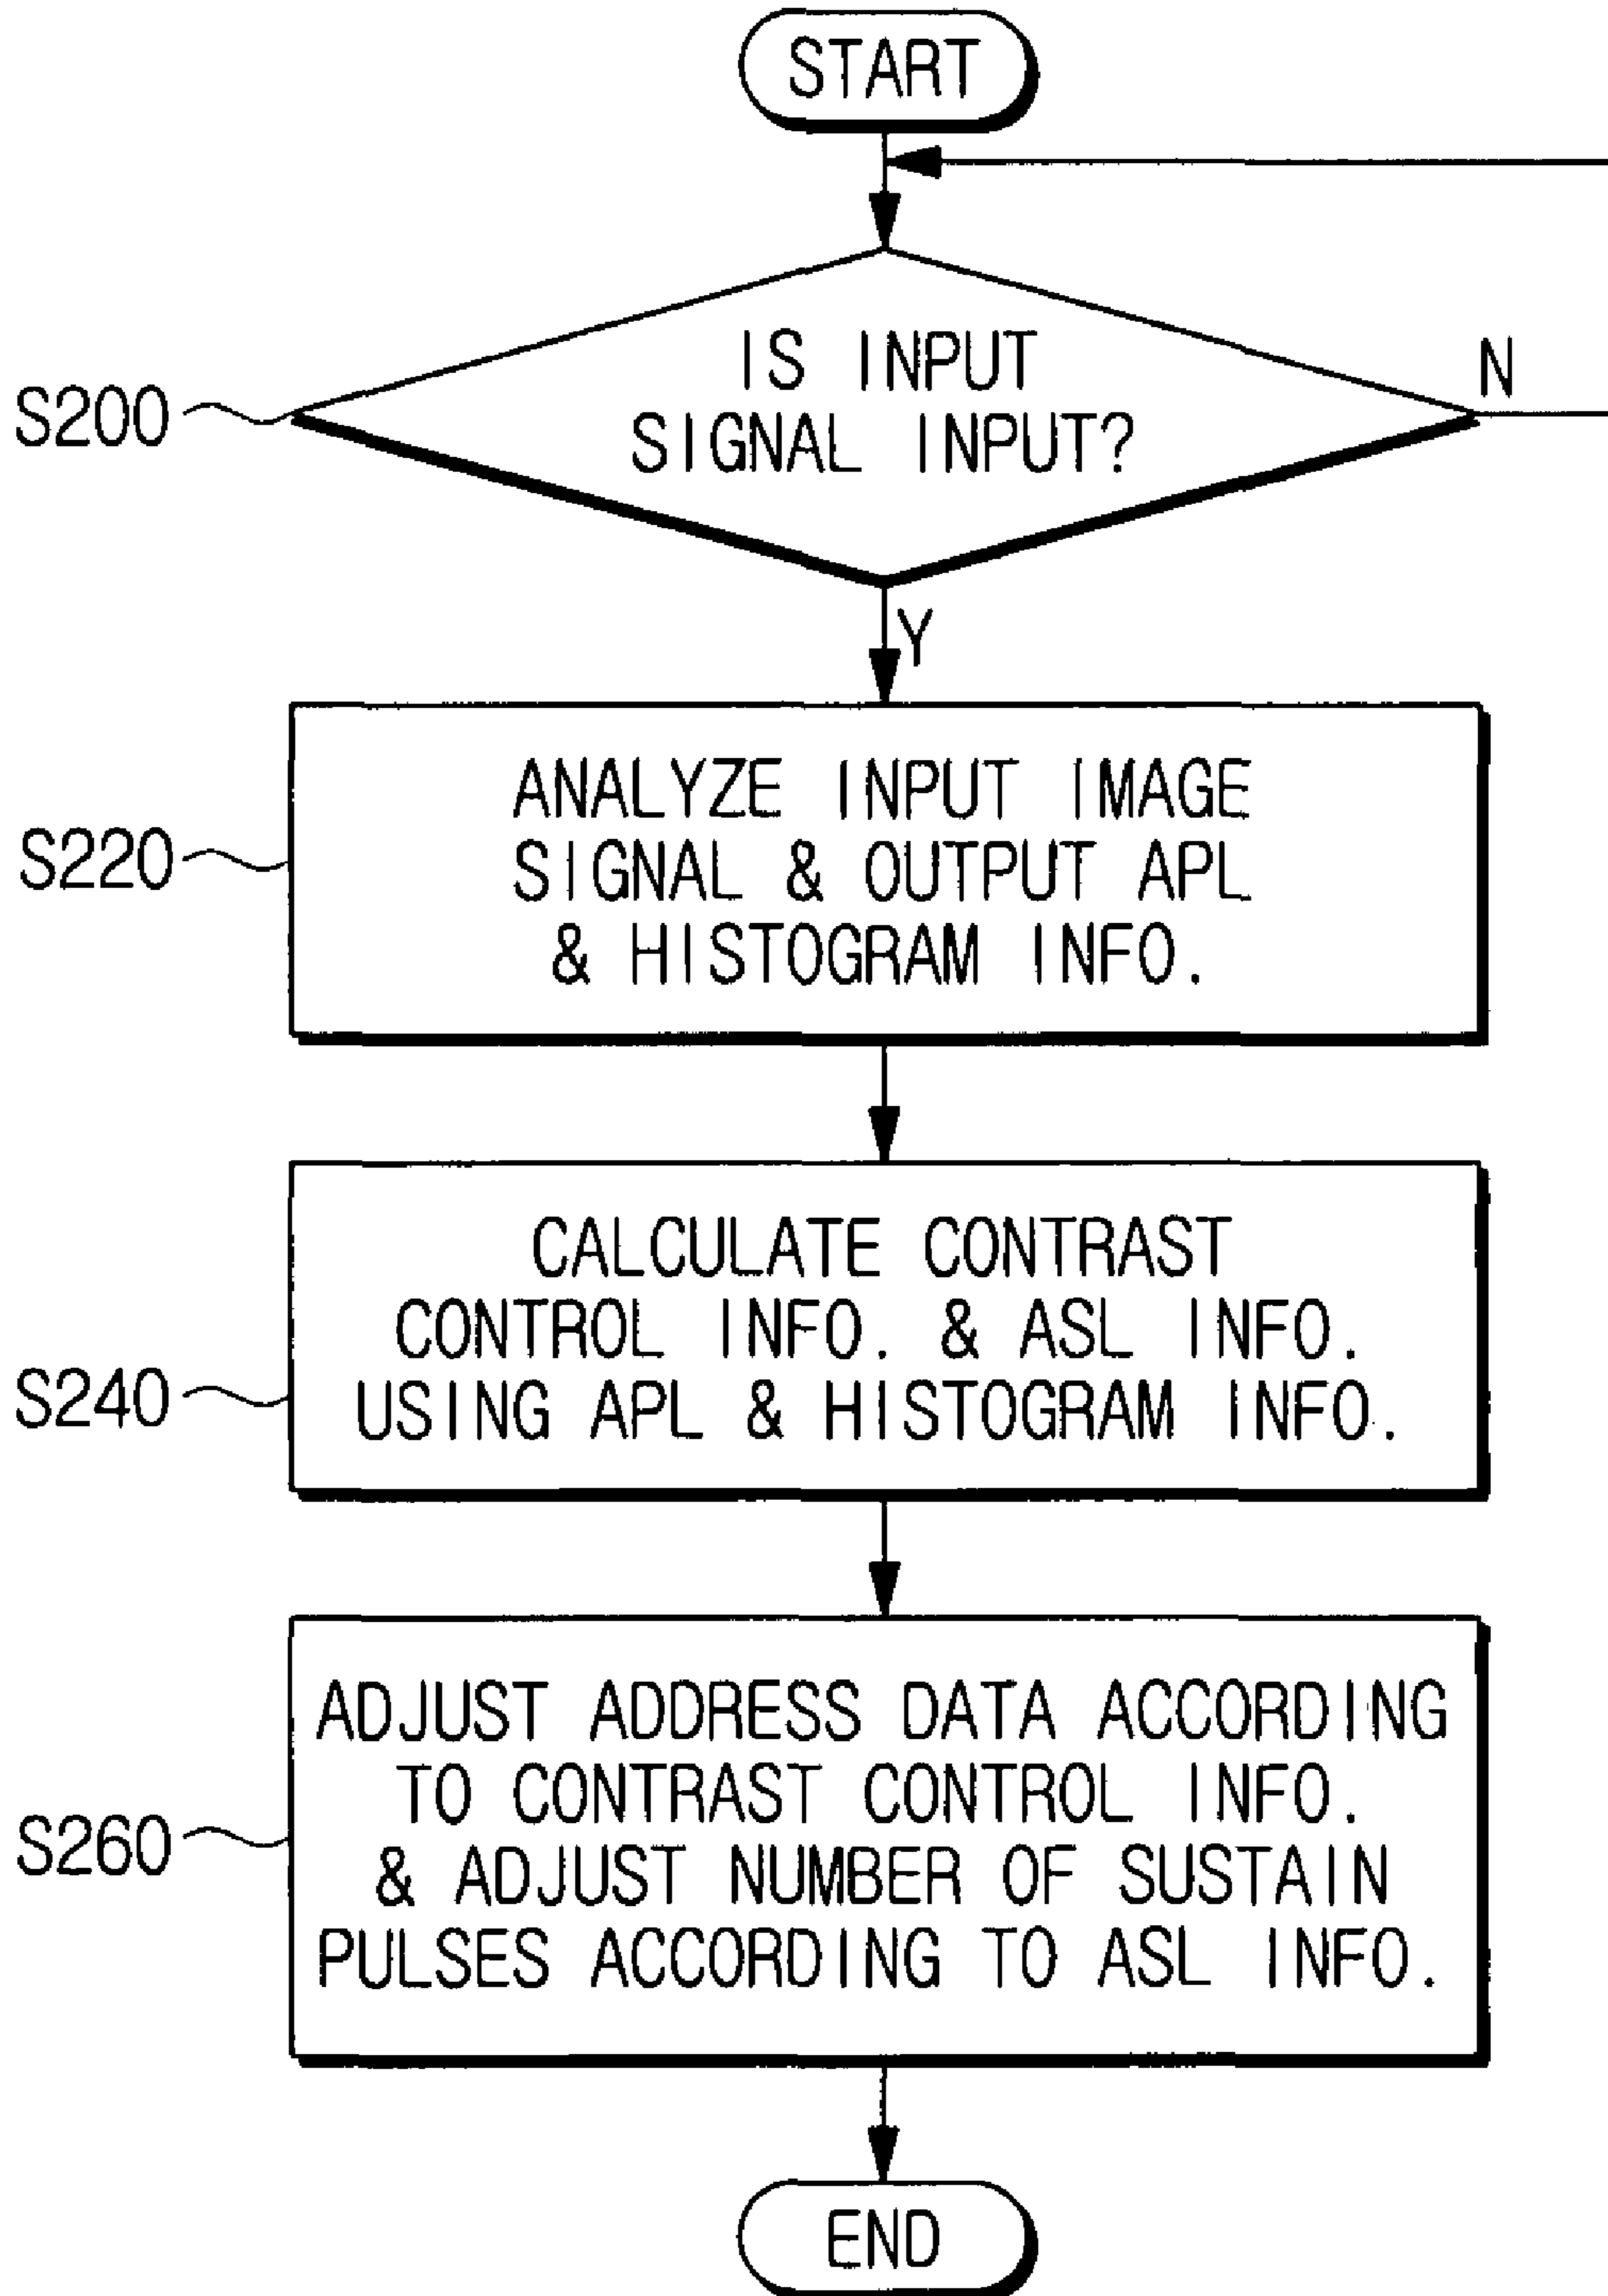 START
IS INPUT
SIGNAL INPUT?
N
S200
Y
ANALYZE INPUT IMAGE
SIGNAL & OUTPUT APL
& HISTOGRAM INFO.
S220
CALCULATE CONTRAST
CONTROL INFO. & ASL INFO.
USING APL & HISTOGRAM INFO.
S240
ADJUST ADDRESS DATA ACCORDING
TO CONTRAST CONTROL INFO.
& ADJUST NUMBER OF SUSTAIN
PULSES ACCORDING TO ASL INFO.
S260
END